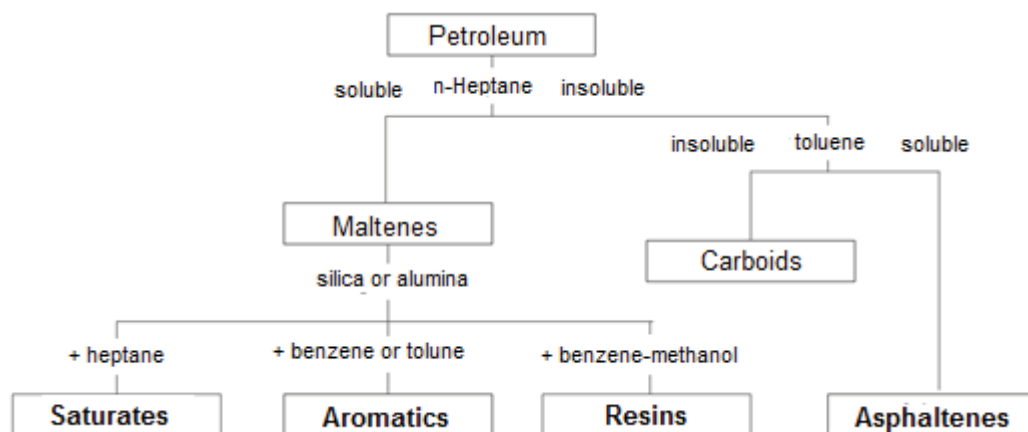 Petroleum
soluble n-Heptane insoluble
insoluble toluene soluble
Maltenes
Carboids
silica or alumina
+ heptane + benzene or tolune + benzene-methanol
Saturates Aromatics Resins Asphaltenes